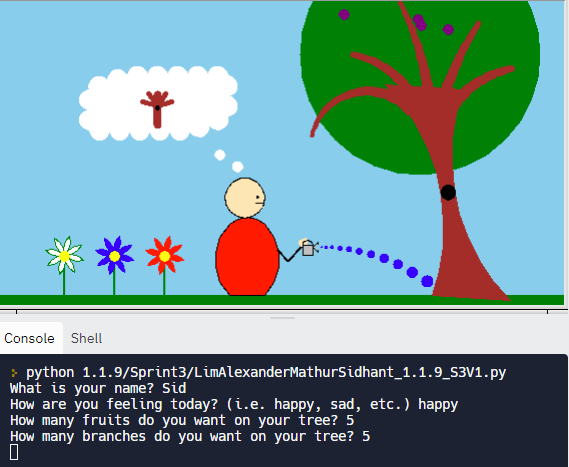 Console Shell
python 1.1.9/Sprint3/LimAlexanderMathurSidhant_1.1.9_S3V1.py
What is your name? Sid
How are you feeling today? (i.e. happy, sad, etc.) happy
How many fruits do you want on your tree? 5
How many branches do you want on your tree? 5